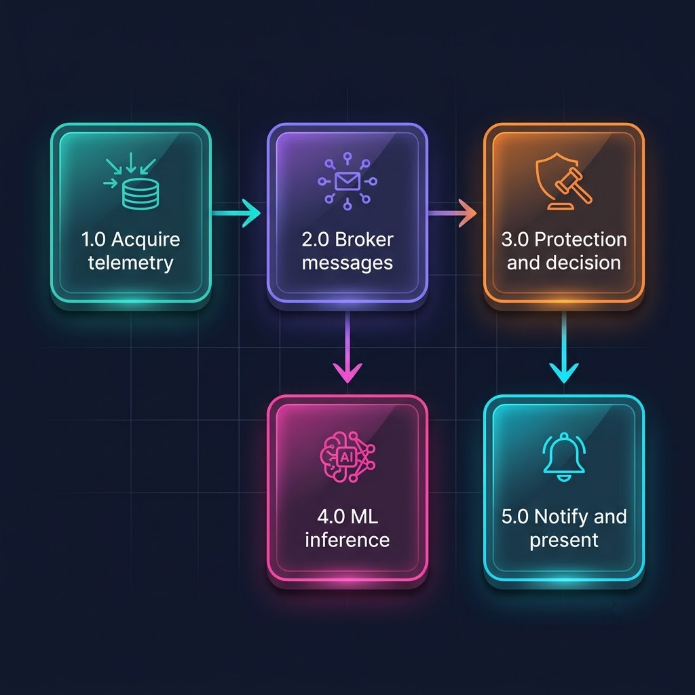 1.0 Acquire
telemetry
2.0 Broker
messages
3.0 Protection
and decision
AI
4.0 ML
inference
5.0 Notify and
present